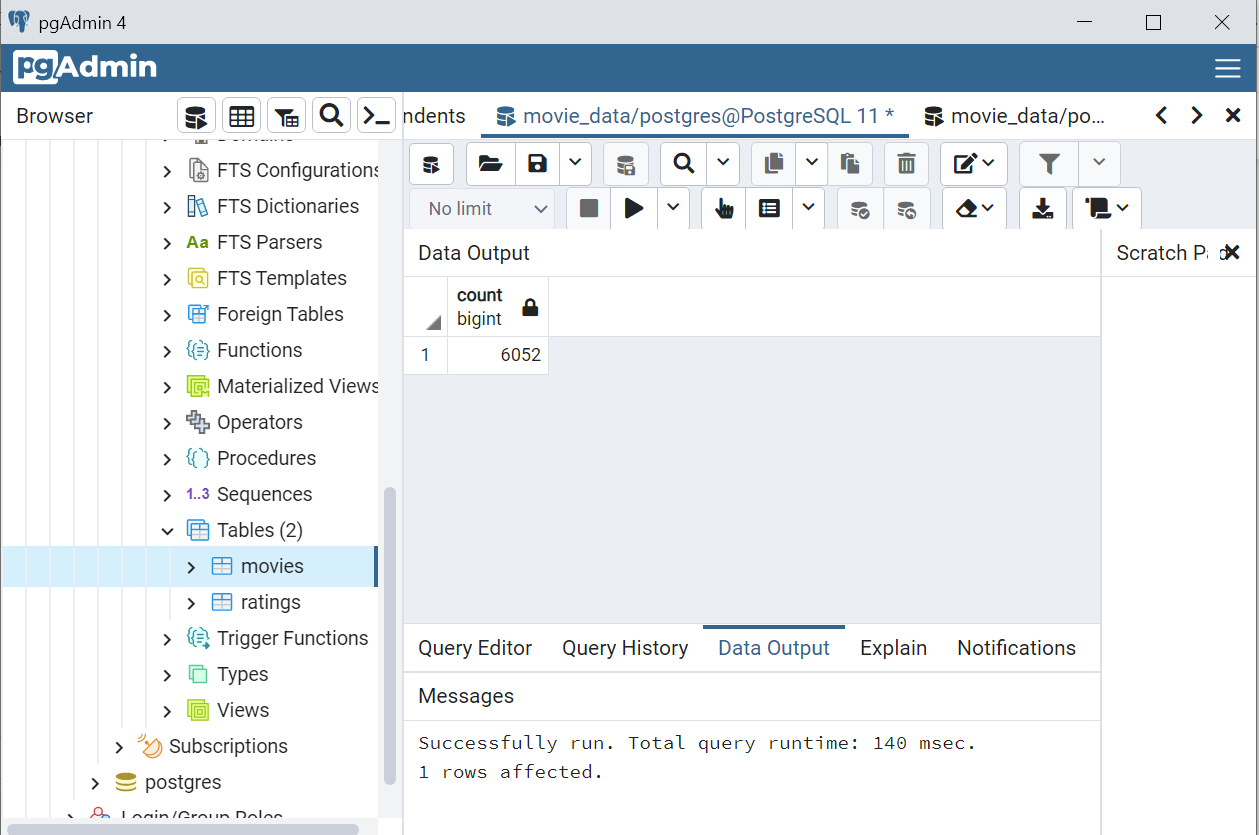 pgAdmin 4
pgAdmin
Browser
ndents
movie_data/postgres@PostgreSQL 11 *
movie_data/po...
No limit
FTS Configurations
Aa FTS Dictionaries
FTS Parsers
FTS Templates
Foreign Tables
Functions
Materialized Views
Operators
Procedures
1..3 Sequences
Tables (2)
movies
ratings
Trigger Functions
Types
Views
Subscriptions
postgres
Login/Group Roles
Data Output
Scratch P
count
bigint
1 6052
Query Editor
Query History
Data Output
Explain
Notifications
Messages
Successfully run. Total query runtime: 140 msec.
1 rows affected.